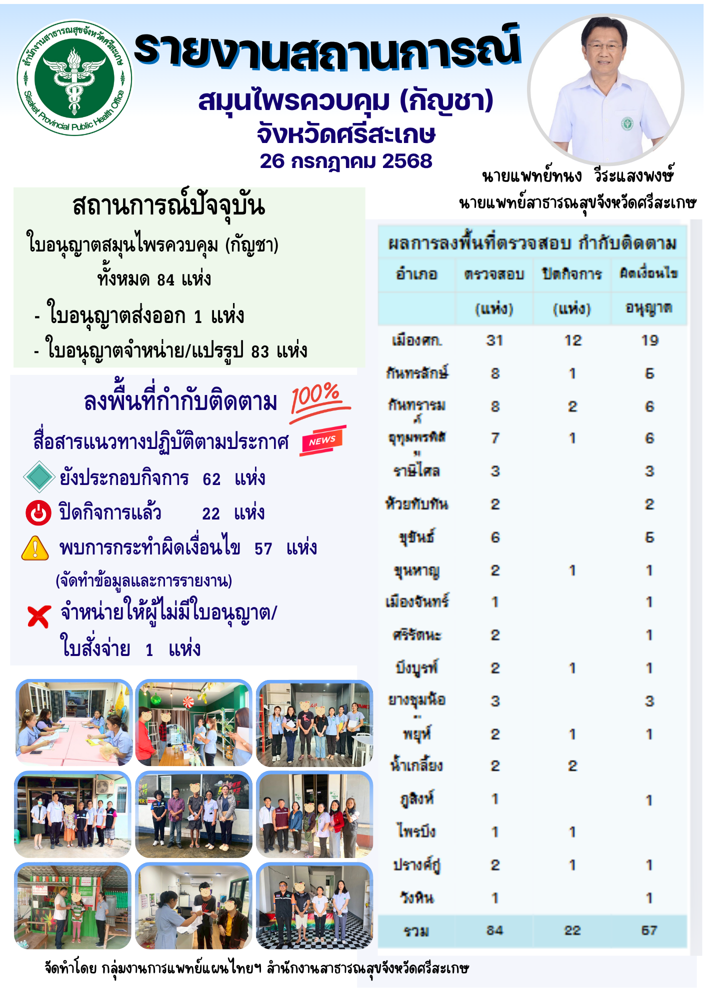 สำนักงานสาธารณสุขจังหวัดศรีสะเกษ
Sisaket Provincial Public Health Office
รายงานสถานการณ์
สมุนไพรควบคุม (กัญชา)
จังหวัดศรีสะเกษ
26 กรกฎาคม 2568
นายแพทย์ทนง วีระแสงพงษ์
นายแพทย์สาธารณสุขจังหวัดศรีสะเกษ
สถานการณ์ปัจจุบัน
ใบอนุญาตสมุนไพรควบคุม (กัญชา)
ทั้งหมด 84 แห่ง
- ใบอนุญาตส่งออก 1 แห่ง
- ใบอนุญาตจำหน่าย/แปรรูป 83 แห่ง
ลงพื้นที่กำกับติดตาม 100%
สื่อสารแนวทางปฏิบัติตามประกาศ NEWS
ยังประกอบกิจการ 62 แห่ง
ปิดกิจการแล้ว 22 แห่ง
พบการกระทำผิดเงื่อนไข 57 แห่ง
(จัดทำข้อมูลและการรายงาน)
จำหน่ายให้ผู้ไม่มีใบอนุญาต/
ใบสั่งจ่าย 1 แห่ง
ผลการลงพื้นที่ตรวจสอบ กำกับติดตาม
อำเภอ ตรวจสอบ ปิดกิจการ ผิดเงื่อนไข
(แห่ง) (แห่ง) อนุญาต
เมืองศก. 31 12 19
กันทรลักษ์ 8 1 5
กันทรารมย์ 8 2 6
อุทุมพรพิสัย 7 1 6
ราษีไศล 3 3
ห้วยทับทัน 2 2
ขุขันธ์ 6 5
ขุนหาญ 2 1 1
เมืองจันทร์ 1 1
ศรีรัตนะ 2 1
บึงบูรพ์ 2 1 1
ยางชุมน้อย 3 3
พยุห์ 2 1 1
น้ำเกลี้ยง 2 2
ภูสิงห์ 1 1
ไพรบึง 1 1
ปรางค์กู่ 2 1 1
วังหิน 1 1
รวม 84 22 57
จัดทำโดย กลุ่มงานการแพทย์แผนไทยฯ สำนักงานสาธารณสุขจังหวัดศรีสะเกษ